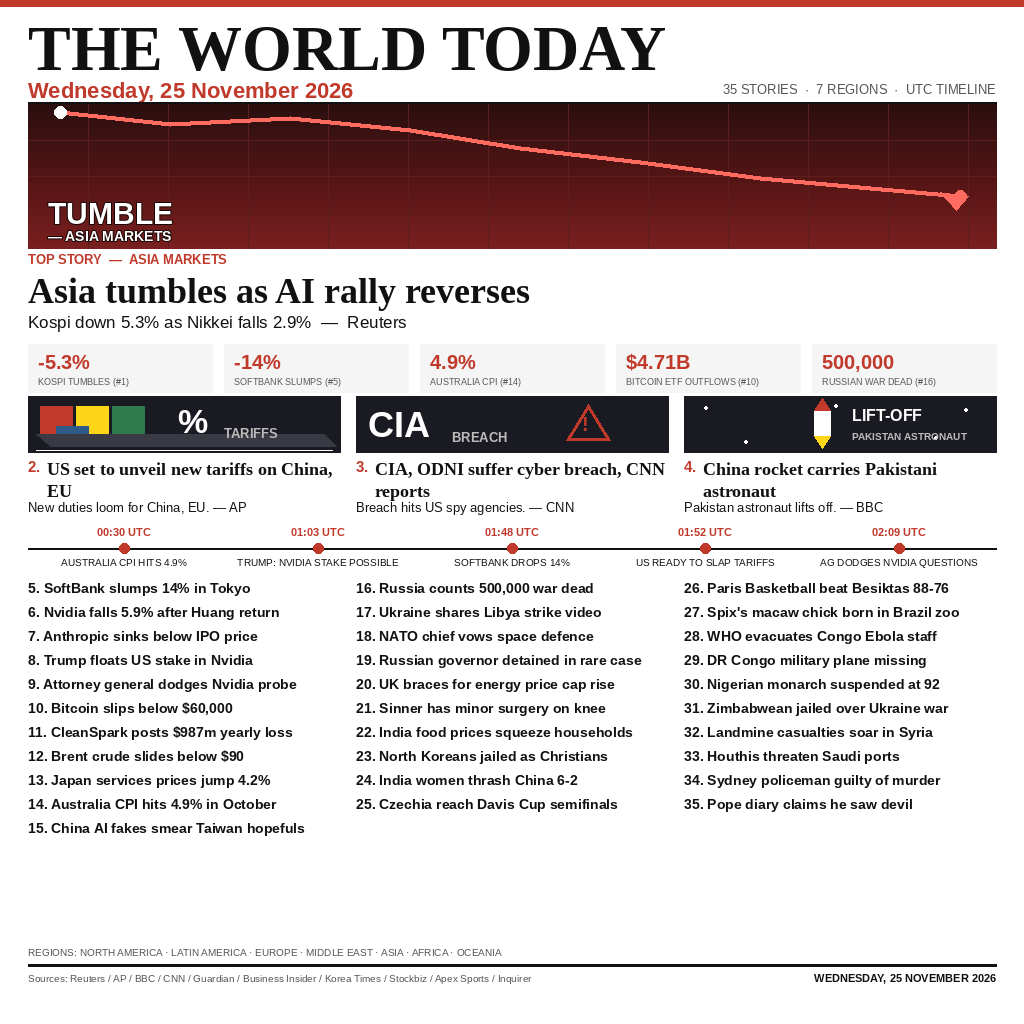 THE WORLD TODAY
Wednesday, 25 November 2026
35 STORIES · 7 REGIONS · UTC TIMELINE
TUMBLE
— ASIA MARKETS
TOP STORY — ASIA MARKETS
Asia tumbles as AI rally reverses
Kospi down 5.3% as Nikkei falls 2.9% — Reuters
-5.3%
KOSPI TUMBLES (#1)
-14%
SOFTBANK SLUMPS (#5)
4.9%
AUSTRALIA CPI (#14)
$4.71B
BITCOIN ETF OUTFLOWS (#10)
500,000
RUSSIAN WAR DEAD (#16)
% TARIFFS
2. US set to unveil new tariffs on China,
EU
New duties loom for China, EU. — AP
CIA BREACH !
3. CIA, ODNI suffer cyber breach, CNN
reports
Breach hits US spy agencies. — CNN
LIFT-OFF
PAKISTAN ASTRONAUT
4. China rocket carries Pakistani
astronaut
Pakistan astronaut lifts off. — BBC
00:30 UTC
AUSTRALIA CPI HITS 4.9%
01:03 UTC
TRUMP: NVIDIA STAKE POSSIBLE
01:48 UTC
SOFTBANK DROPS 14%
01:52 UTC
US READY TO SLAP TARIFFS
02:09 UTC
AG DODGES NVIDIA QUESTIONS
5. SoftBank slumps 14% in Tokyo
6. Nvidia falls 5.9% after Huang return
7. Anthropic sinks below IPO price
8. Trump floats US stake in Nvidia
9. Attorney general dodges Nvidia probe
10. Bitcoin slips below $60,000
11. CleanSpark posts $987m yearly loss
12. Brent crude slides below $90
13. Japan services prices jump 4.2%
14. Australia CPI hits 4.9% in October
15. China AI fakes smear Taiwan hopefuls
16. Russia counts 500,000 war dead
17. Ukraine shares Libya strike video
18. NATO chief vows space defence
19. Russian governor detained in rare case
20. UK braces for energy price cap rise
21. Sinner has minor surgery on knee
22. India food prices squeeze households
23. North Koreans jailed as Christians
24. India women thrash China 6-2
25. Czechia reach Davis Cup semifinals
26. Paris Basketball beat Besiktas 88-76
27. Spix's macaw chick born in Brazil zoo
28. WHO evacuates Congo Ebola staff
29. DR Congo military plane missing
30. Nigerian monarch suspended at 92
31. Zimbabwean jailed over Ukraine war
32. Landmine casualties soar in Syria
33. Houthis threaten Saudi ports
34. Sydney policeman guilty of murder
35. Pope diary claims he saw devil
REGIONS: NORTH AMERICA · LATIN AMERICA · EUROPE · MIDDLE EAST · ASIA · AFRICA · OCEANIA
Sources: Reuters / AP / BBC / CNN / Guardian / Business Insider / Korea Times / Stockbiz / Apex Sports / Inquirer
WEDNESDAY, 25 NOVEMBER 2026